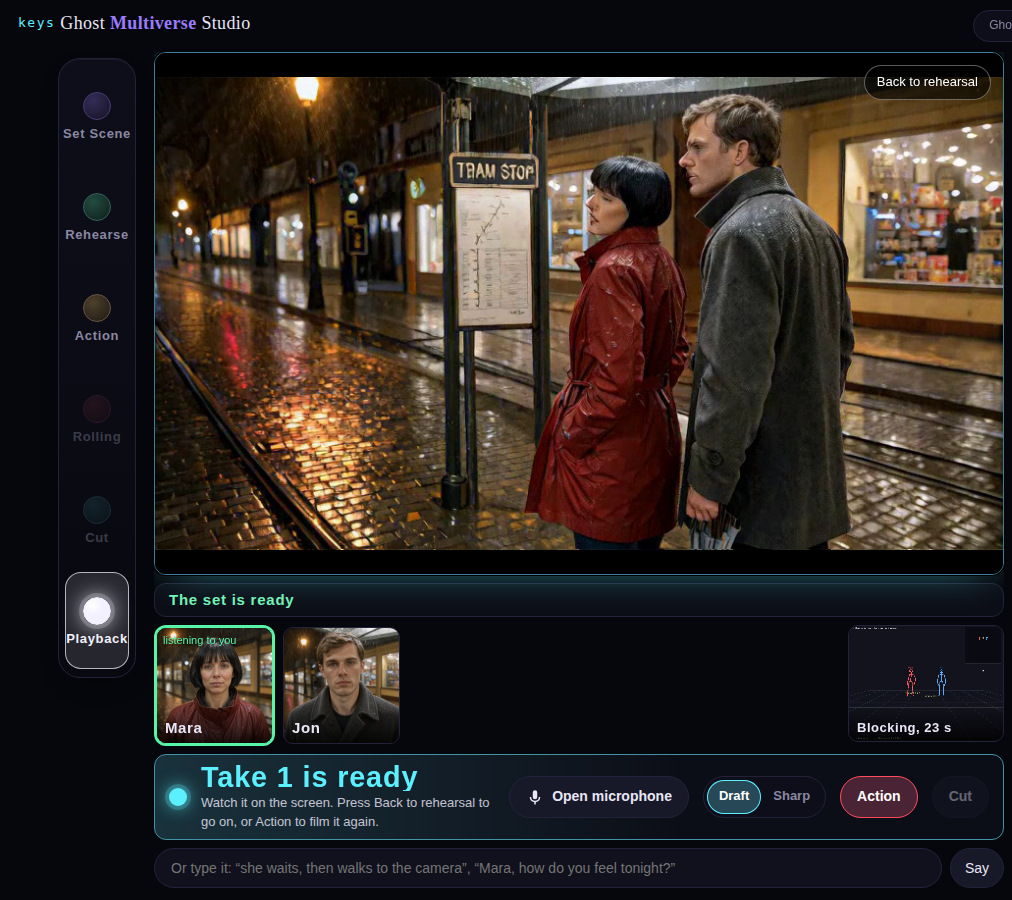 keys Ghost Multiverse Studio
Gho
Back to rehearsal
Set Scene
Rehearse
Action
Rolling
Cut
Playback
TRAM STOP
The set is ready
listening to you
Mara
Jon
Blocking, 23 s
Take 1 is ready
Watch it on the screen. Press Back to rehearsal to
go on, or Action to film it again.
Open microphone
Draft
Sharp
Action
Cut
Or type it: “she waits, then walks to the camera”, “Mara, how do you feel tonight?”
Say